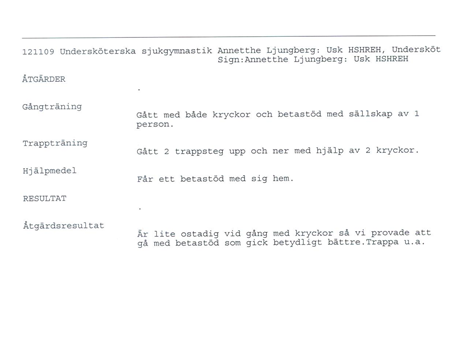 121109 Undersköterska sjukgymnastik Annetthe Ljungberg: Usk HSHREH, Undersköt
Sign:Annetthe Ljungberg: Usk HSHREH
ÅTGÄRDER
.
Gångträning
Gått med både kryckor och betastöd med sällskap av 1
person.
Trappträning
Gått 2 trappsteg upp och ner med hjälp av 2 kryckor.
Hjälpmedel
Får ett betastöd med sig hem.
RESULTAT
.
Åtgärdsresultat
Är lite ostadig vid gång med kryckor så vi provade att
gå med betastöd som gick betydligt bättre.Trappa u.a.